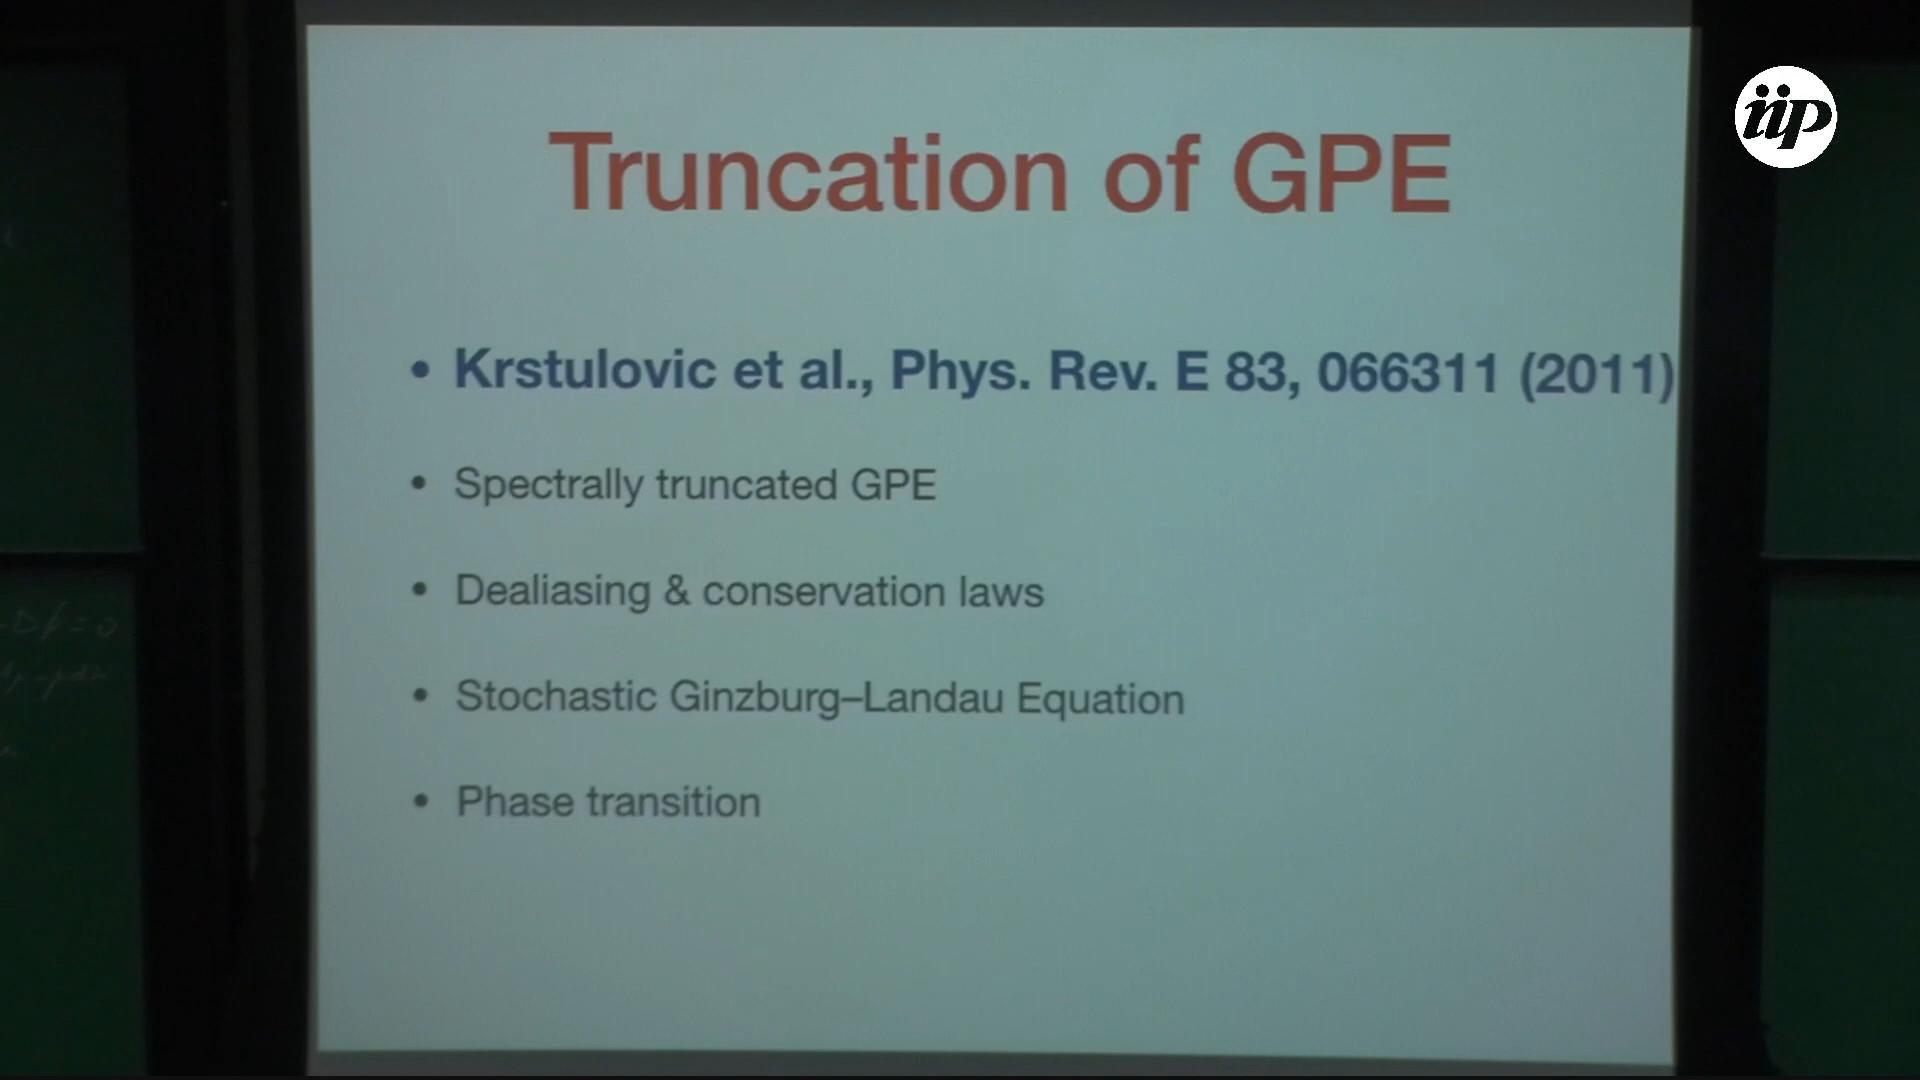 iip
Truncation of GPE
• Krstulovic et al., Phys. Rev. E 83, 066311 (2011)
• Spectrally truncated GPE
• Dealiasing & conservation laws
• Stochastic Ginzburg–Landau Equation
• Phase transition